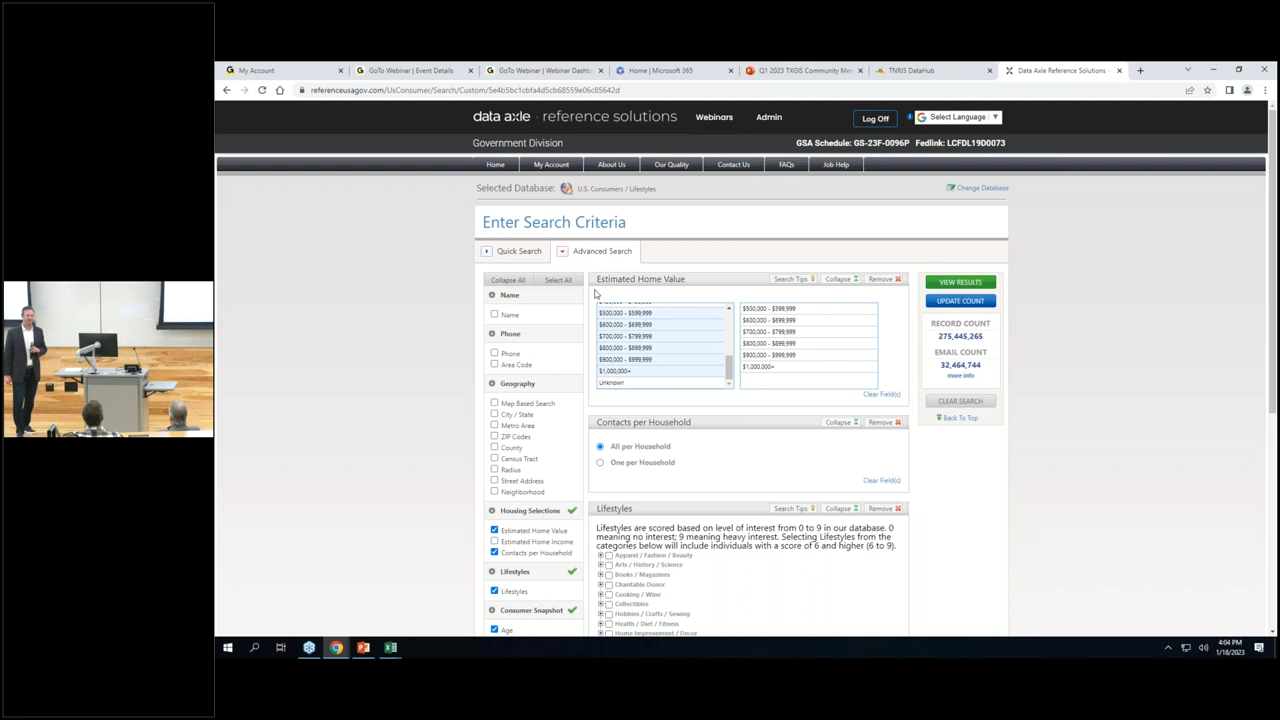 My Account
GoTo Webinar | Event Details
GoTo Webinar | Webinar Dashb
Home | Microsoft 365
Q1 2023 TXGIS Community Me
TNRIS DataHub
Data Axle Reference Solutions
referenceusagov.com/UsConsumer/Search/Custom/5e4b5bc1cbfa4d5cb68559e06c85642d
data axle · reference solutions
Webinars
Admin
Log Off
Select Language
Government Division
GSA Schedule: GS-23F-0096P Fedlink: LCFDL19D0073
Home
My Account
About Us
Our Quality
Contact Us
FAQs
Job Help
Selected Database:
U.S. Consumers / Lifestyles
Change Database
Enter Search Criteria
Quick Search
Advanced Search
Collapse All
Select All
Name
Name
Phone
Phone
Area Code
Geography
Map Based Search
City / State
Metro Area
ZIP Codes
County
Census Tract
Radius
Street Address
Neighborhood
Housing Selections
Estimated Home Value
Estimated Home Income
Contacts per Household
Lifestyles
Lifestyles
Consumer Snapshot
Age
Estimated Home Value
Search Tips
Collapse
Remove
$500,000 - $599,999
$600,000 - $699,999
$700,000 - $799,999
$800,000 - $899,999
$900,000 - $999,999
$1,000,000+
Unknown
$500,000 - $599,999
$600,000 - $699,999
$700,000 - $799,999
$800,000 - $899,999
$900,000 - $999,999
$1,000,000+
Clear Field(s)
Contacts per Household
Collapse
Remove
All per Household
One per Household
Clear Field(s)
Lifestyles
Search Tips
Collapse
Remove
Lifestyles are scored based on level of interest from 0 to 9 in our database. 0
meaning no interest; 9 meaning heavy interest. Selecting Lifestyles from the
categories below will include individuals with a score of 6 and higher (6 to 9).
Apparel / Fashion / Beauty
Arts / History / Science
Books / Magazines
Charitable Donor
Cooking / Wine
Collectibles
Hobbies / Crafts / Sewing
Health / Diet / Fitness
Home Improvement / Decor
VIEW RESULTS
UPDATE COUNT
RECORD COUNT
275,445,265
EMAIL COUNT
32,464,744
more info
CLEAR SEARCH
Back To Top
4:04 PM
1/18/2023